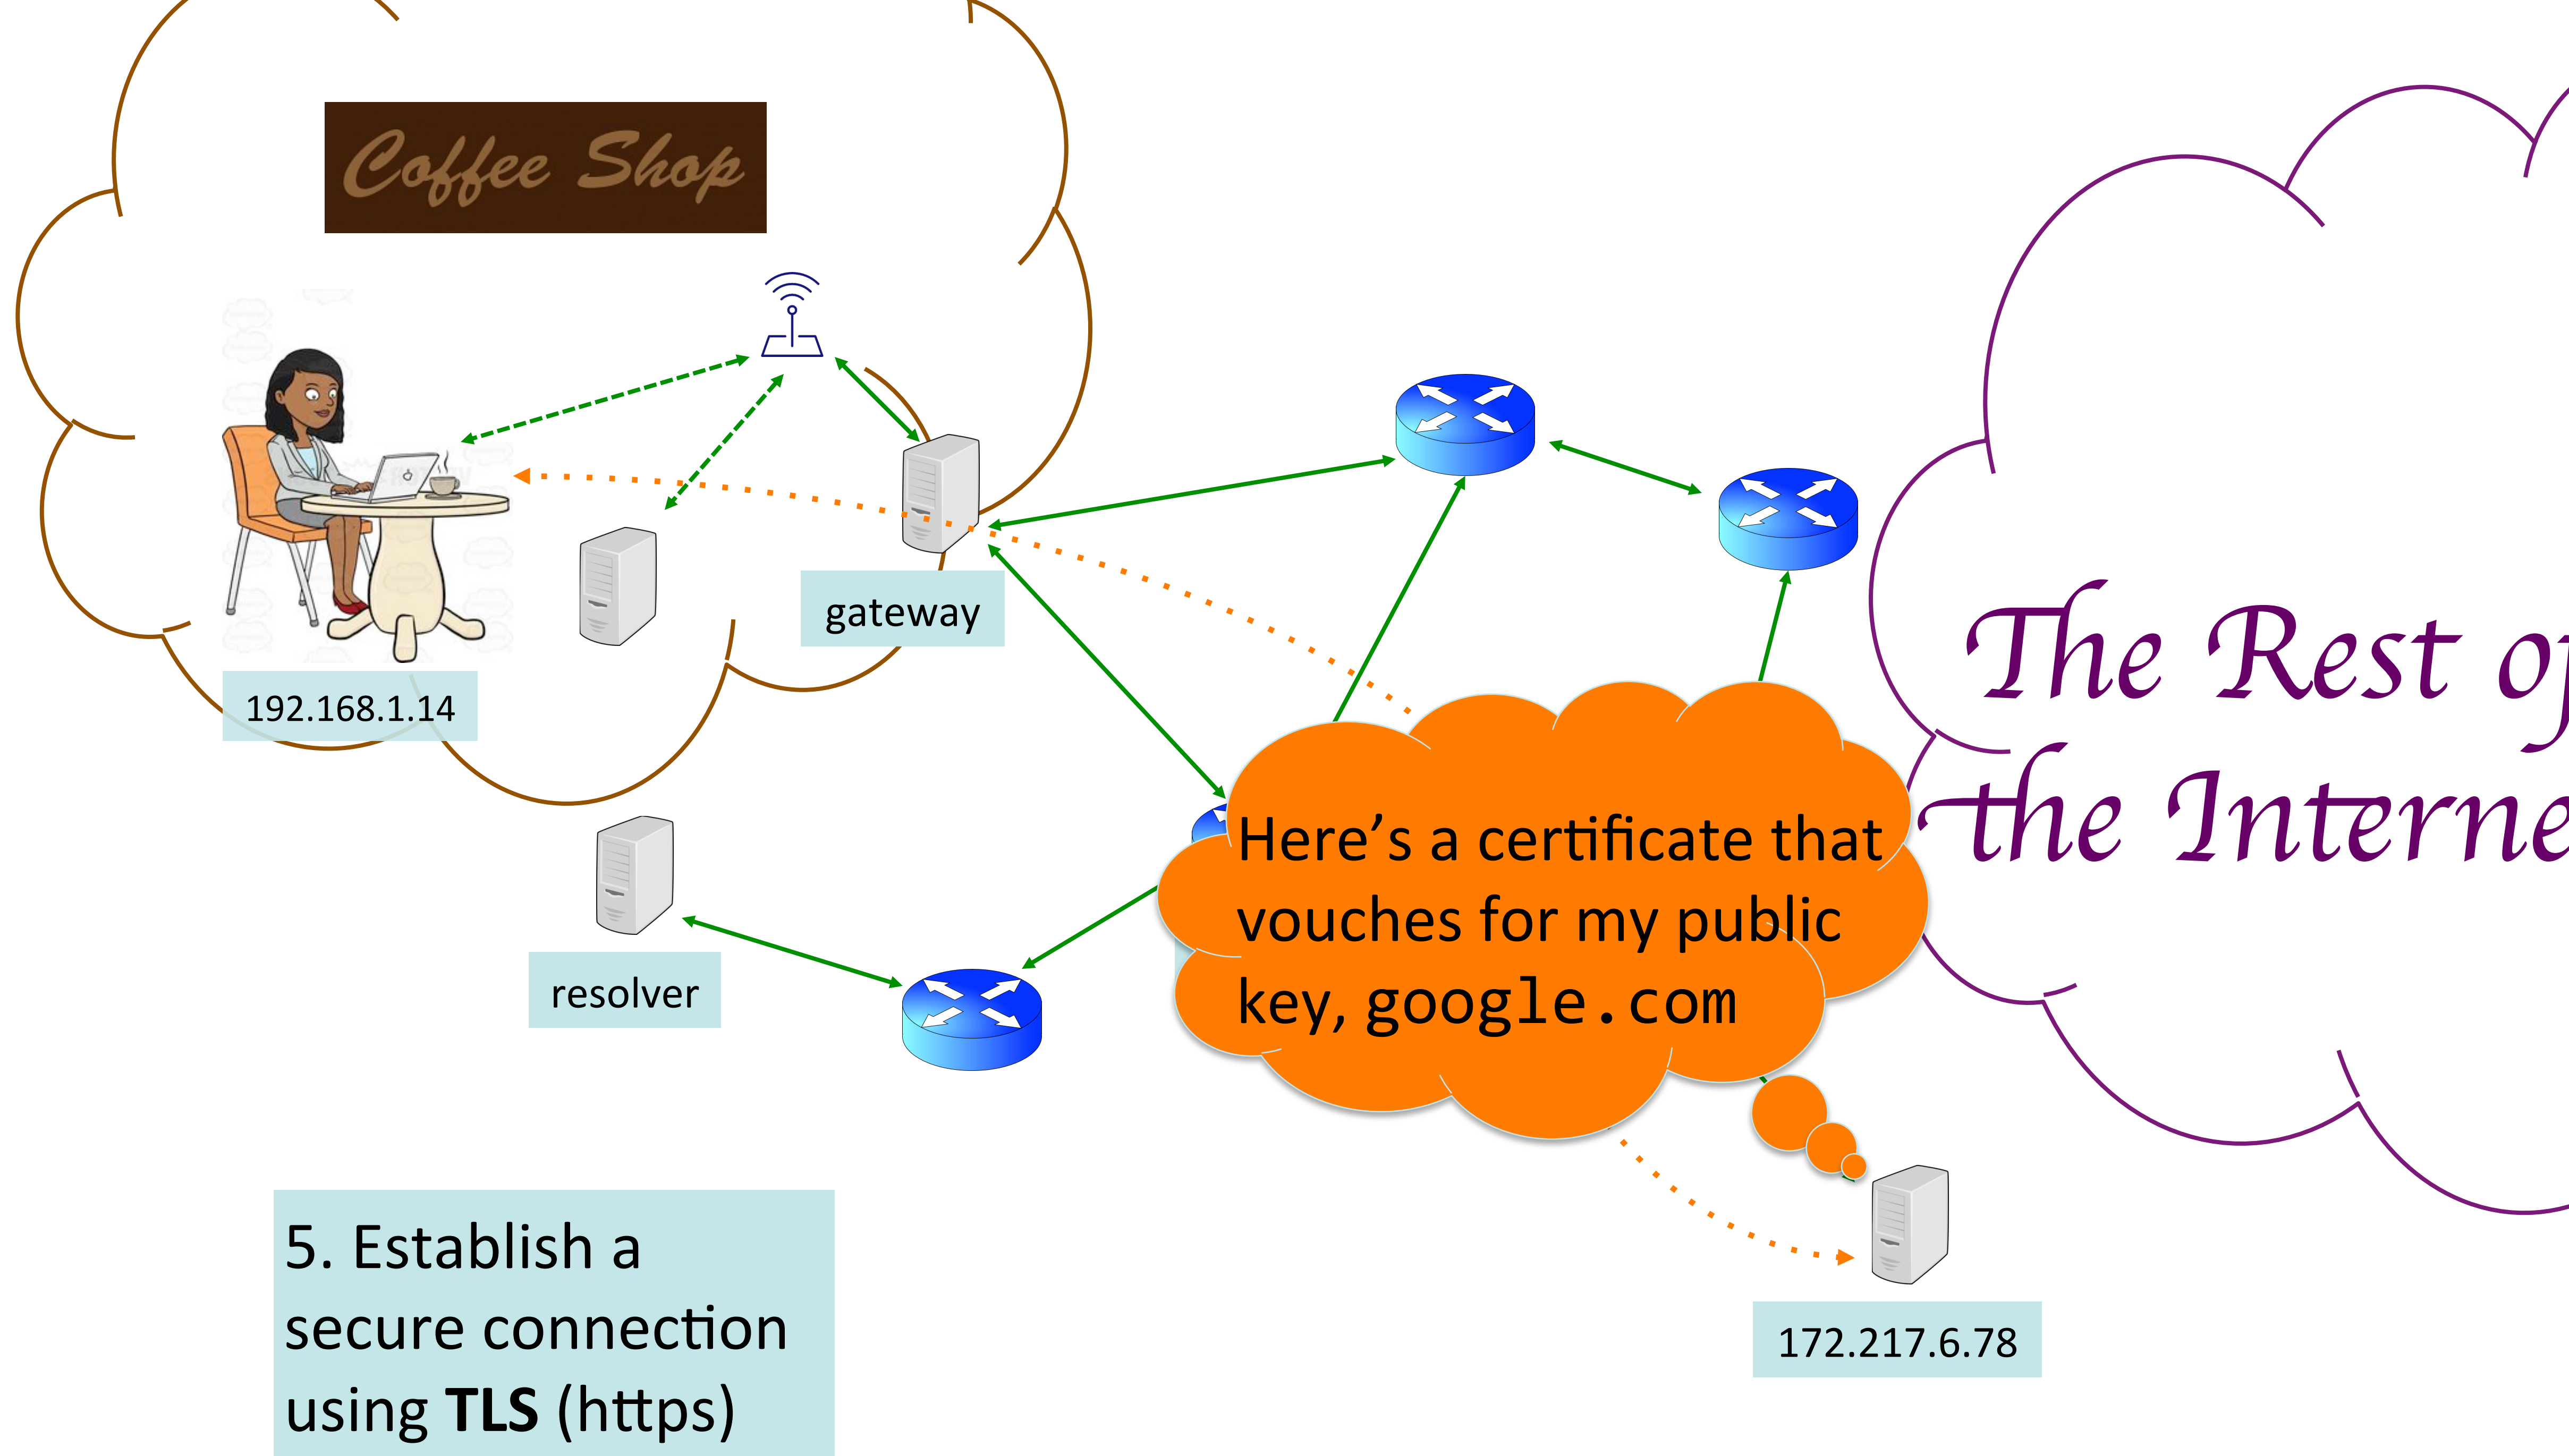 Coffee Shop
gateway
192.168.1.14
The Rest of
the Interne
Here’s a certificate that
vouches for my public
key, google.com
resolver
5. Establish a
secure connection
using TLS (https)
172.217.6.78